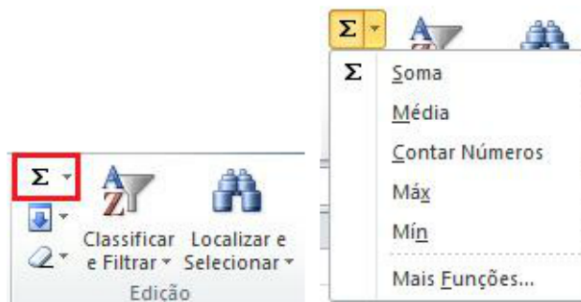 Σ
Classificar
e Filtrar
Localizar e
Selecionar
Edição
Σ
Σ Soma
Média
Contar Números
Máx
Mín
Mais Funções...